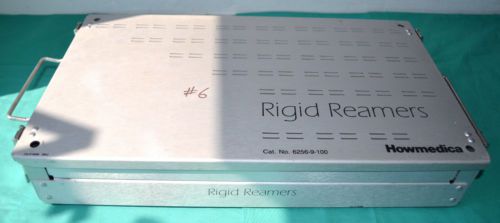 #6
Rigid Reamers
Cat. No. 6256-9-100
Howmedica
Rigid Reamers